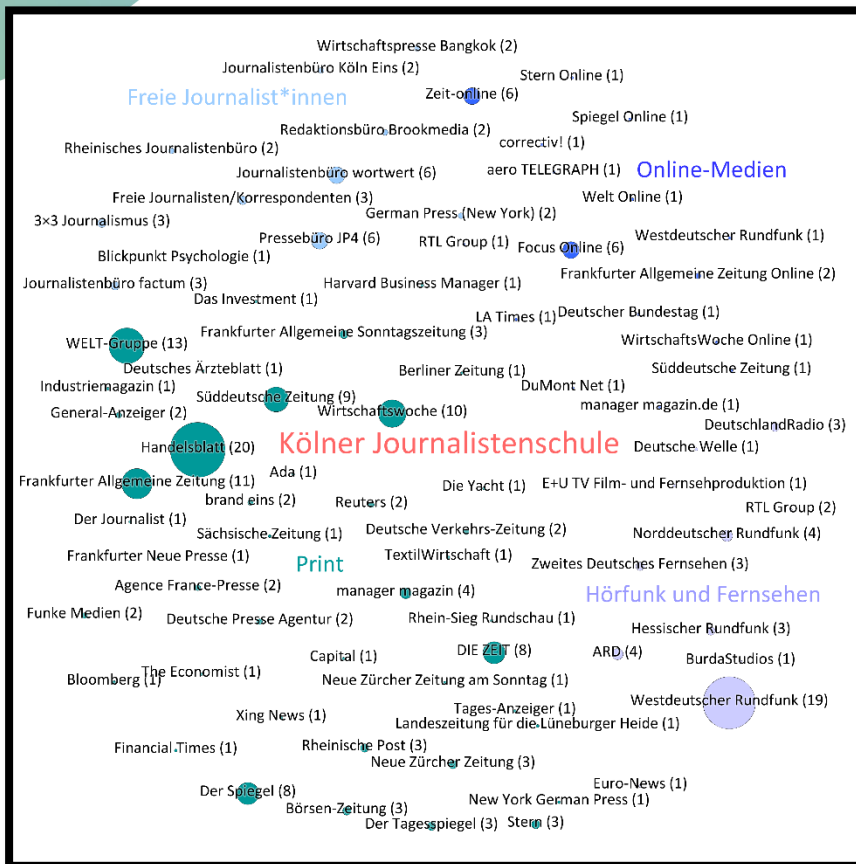 Wirtschaftspresse Bangkok (2)
Journalistenbüro Köln Eins (2)
Stern Online (1)
Freie Journalist*innen
Zeit-online (6)
Spiegel Online (1)
Redaktionsbüro Brookmedia (2)
correctiv! (1)
Rheinisches Journalistenbüro (2)
Journalistenbüro wortwert (6)
aero TELEGRAPH (1)
Online-Medien
Freie Journalisten/Korrespondenten (3)
Welt Online (1)
3×3 Journalismus (3)
German Press (New York) (2)
Pressebüro JP4 (6)
RTL Group (1)
Focus Online (6)
Westdeutscher Rundfunk (1)
Blickpunkt Psychologie (1)
Frankfurter Allgemeine Zeitung Online (2)
Journalistenbüro factum (3)
Harvard Business Manager (1)
Das Investment (1)
LA Times (1)
Deutscher Bundestag (1)
Frankfurter Allgemeine Sonntagszeitung (3)
WELT-Gruppe (13)
WirtschaftsWoche Online (1)
Deutsches Ärzteblatt (1)
Berliner Zeitung (1)
Süddeutsche Zeitung (1)
Industriemagazin (1)
DuMont Net (1)
Süddeutsche Zeitung (9)
General-Anzeiger (2)
Wirtschaftswoche (10)
manager magazin.de (1)
DeutschlandRadio (3)
Handelsblatt (20)
Kölner Journalistenschule
Deutsche Welle (1)
Frankfurter Allgemeine Zeitung (11)
Ada (1)
Die Yacht (1)
E+U TV Film- und Fernsehproduktion (1)
brand eins (2)
Reuters (2)
RTL Group (2)
Der Journalist (1)
Sächsische Zeitung (1)
Deutsche Verkehrs-Zeitung (2)
Norddeutscher Rundfunk (4)
Frankfurter Neue Presse (1)
Print
TextilWirtschaft (1)
Zweites Deutsches Fernsehen (3)
Agence France-Presse (2)
manager magazin (4)
Hörfunk und Fernsehen
Funke Medien (2)
Deutsche Presse Agentur (2)
Rhein-Sieg Rundschau (1)
Hessischer Rundfunk (3)
Capital (1)
DIE ZEIT (8)
ARD (4)
BurdaStudios (1)
The Economist (1)
Bloomberg (1)
Neue Zürcher Zeitung am Sonntag (1)
Westdeutscher Rundfunk (19)
Xing News (1)
Tages-Anzeiger (1)
Landeszeitung für die Lüneburger Heide (1)
Financial Times (1)
Rheinische Post (3)
Neue Zürcher Zeitung (3)
Der Spiegel (8)
Euro-News (1)
Börsen-Zeitung (3)
New York German Press (1)
Der Tagesspiegel (3)
Stern (3)